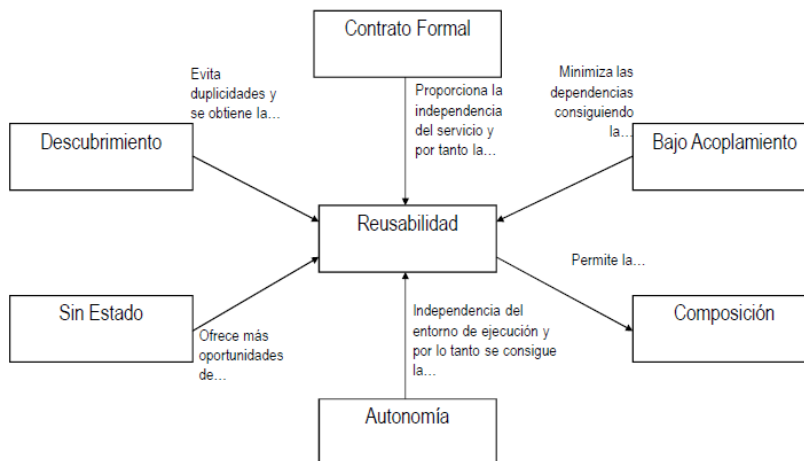 Contrato Formal
Evita
duplicidades y
se obtiene la…
Proporciona la
independencia
del servicio y
por tanto la…
Minimiza las
dependencias
consiguiendo
la…
Descubrimiento
Bajo Acoplamiento
Reusabilidad
Permite la…
Sin Estado
Ofrece más
oportunidades
de…
Independencia del
entorno de ejecución y
por lo tanto se consigue
la…
Composición
Autonomía